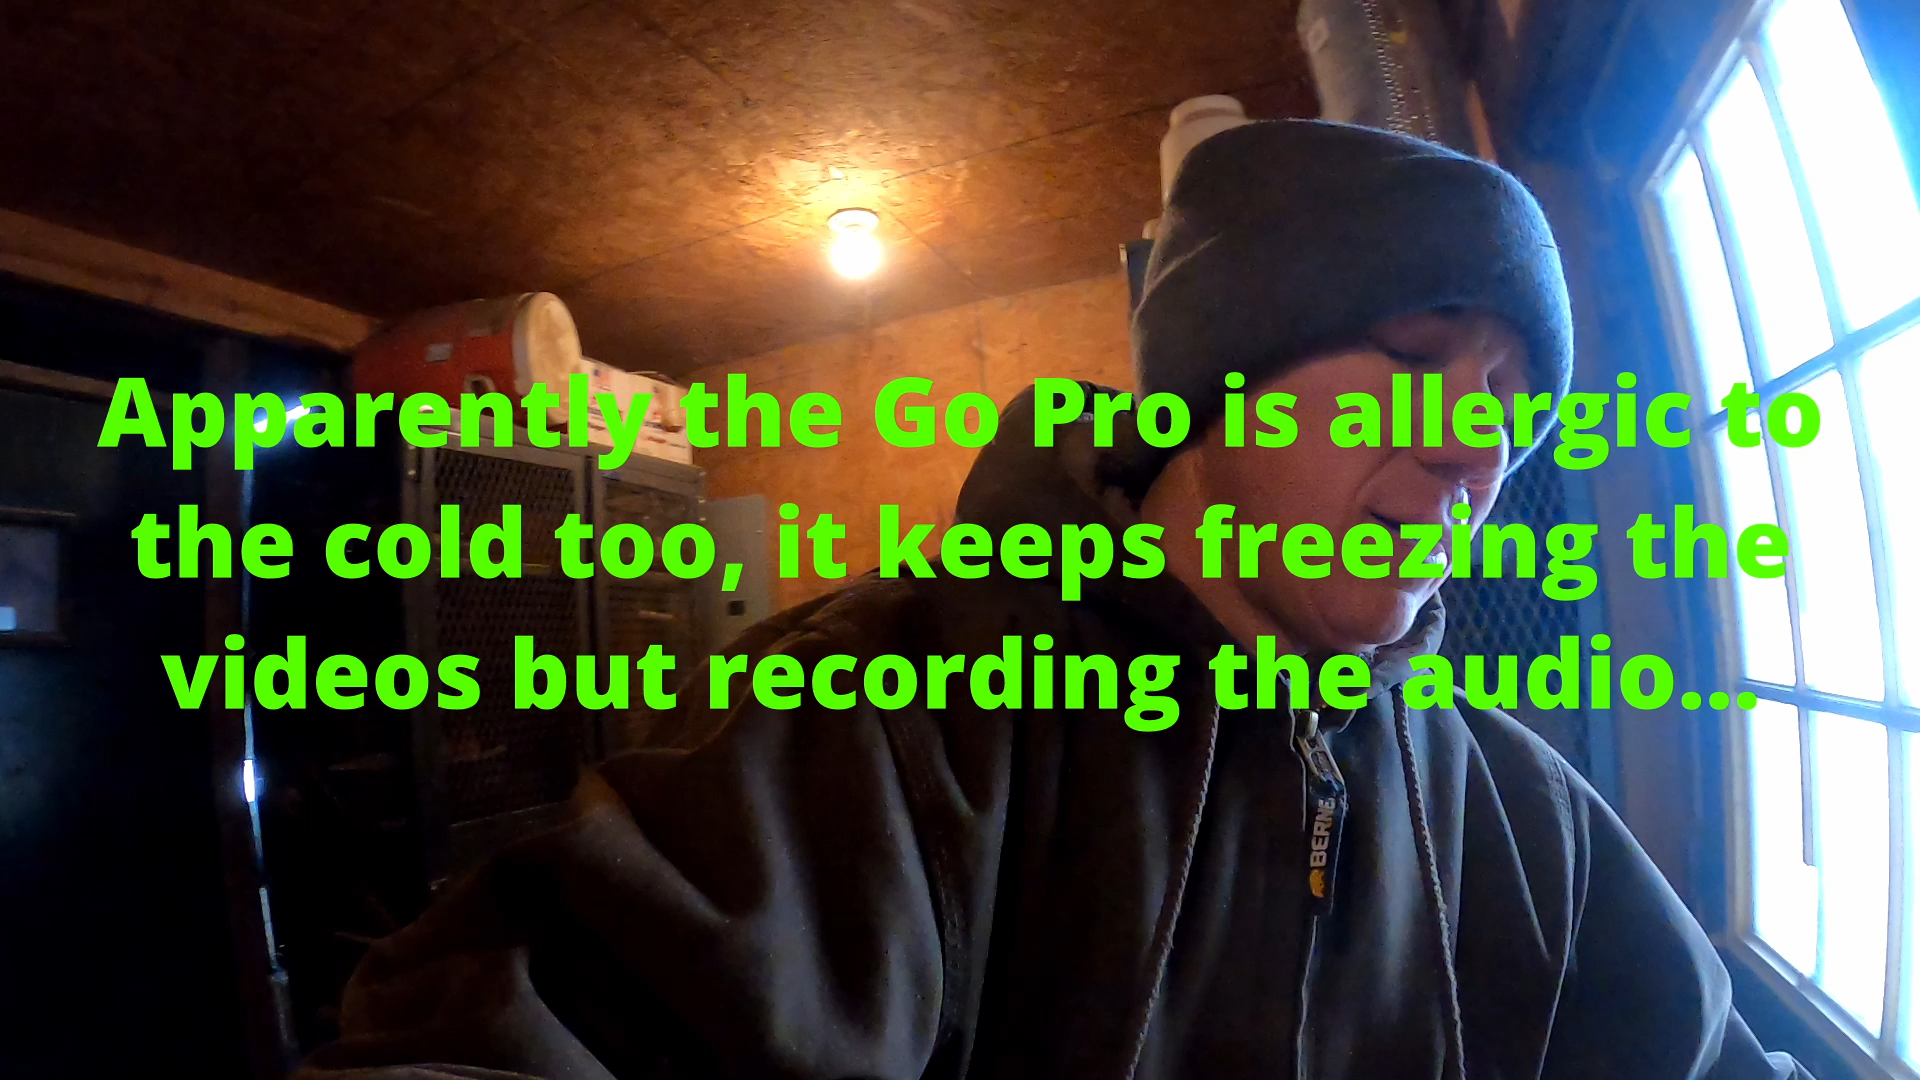 Apparently the Go Pro is allergic to
the cold too, it keeps freezing the
videos but recording the audio...
BERNE